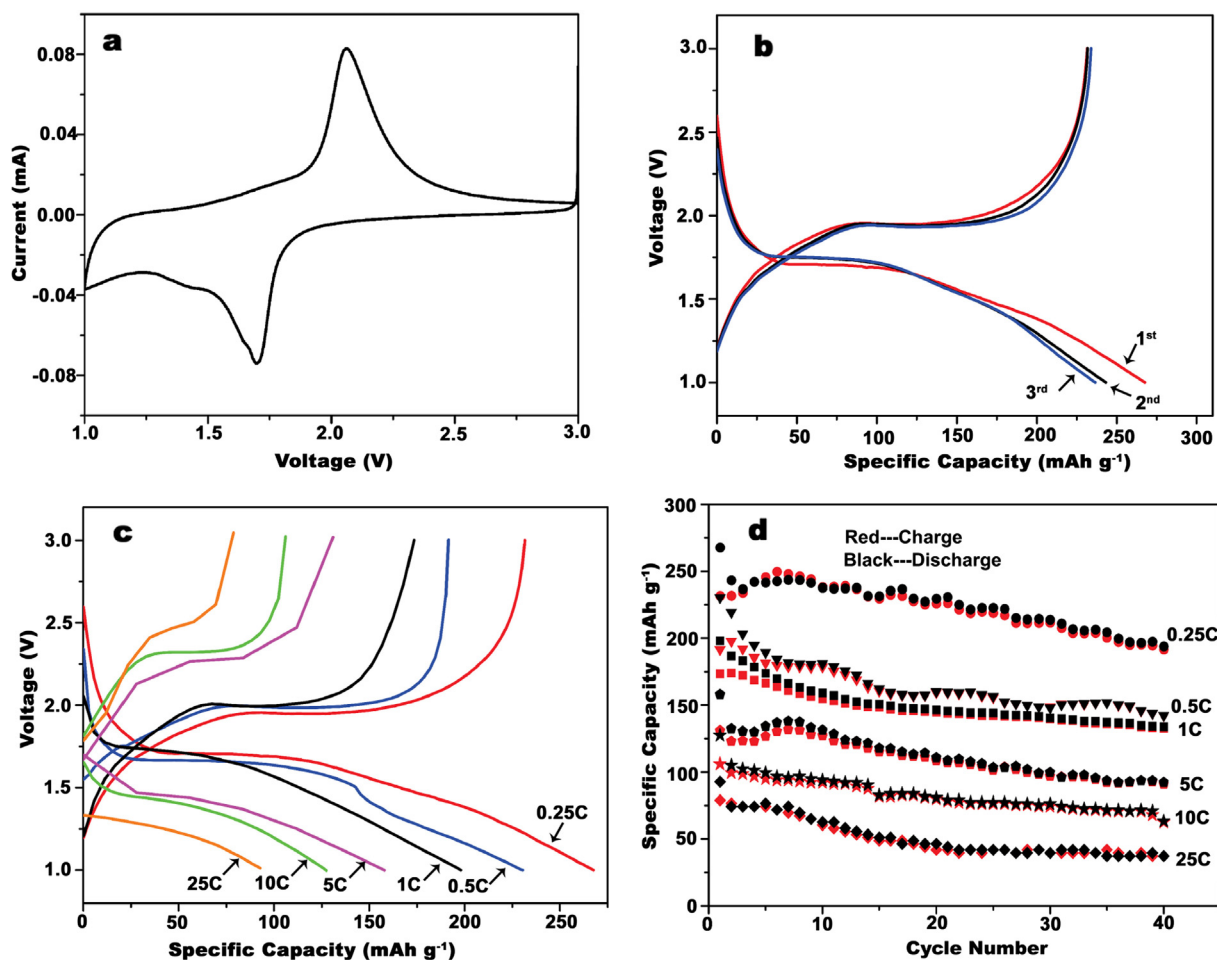 a
0.08
0.04
0.00
-0.04
-0.08
Current (mA)
1.0
1.5
2.0
2.5
3.0
Voltage (V)
b
3.0
2.5
2.0
1.5
1.0
Voltage (V)
1st
2nd
3rd
0
50
100
150
200
250
300
Specific Capacity (mAh g-1)
c
3.0
2.5
2.0
1.5
1.0
Voltage (V)
0.25C
25C
10C
5C
1C
0.5C
0
50
100
150
200
250
Specific Capacity (mAh g-1)
d
Red---Charge
Black---Discharge
300
250
200
150
100
50
0
Specific Capacity (mAh g-1)
0.25C
0.5C
1C
5C
10C
25C
0
10
20
30
40
Cycle Number